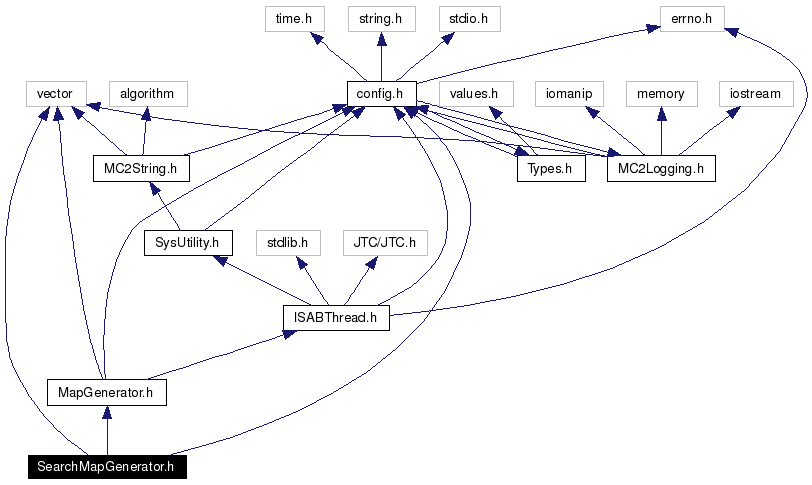 time.h
string.h
stdio.h
errno.h
vector
algorithm
config.h
values.h
iomanip
memory
iostream
MC2String.h
Types.h
MC2Logging.h
SysUtility.h
stdlib.h
JTC/JTC.h
ISABThread.h
MapGenerator.h
SearchMapGenerator.h